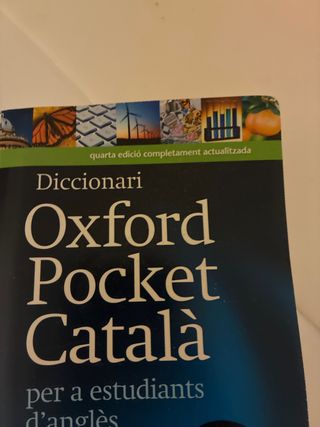 quarta edició completament actualitzada
Diccionari
Oxford
Pocket
Català
per a estudiants
d'anglès